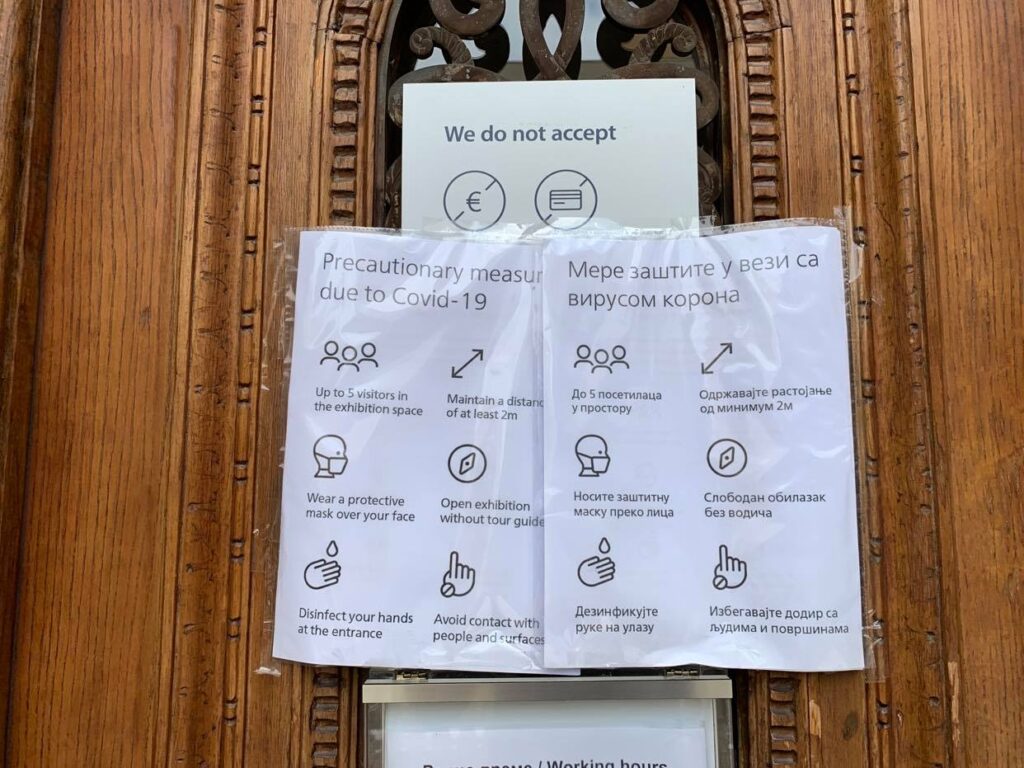 We do not accept
€
Precautionary
due to Covid-19
Up to 5 visitors in
the exhibition space
Maintain a
of at least 2m
Wear a protective
mask over your face
Open exhibition
without tour guide
Disinfect your hands
at the entrance
Avoid contact with
people and surfaces
Мере заштите у вези са
вирусом корона
До 5 посетилаца
у простору
Одржавајте растојање
од минимум 2м
Носите заштитну
маску преко лица
Слободан обилазак
без водича
Дезинфикујте
руке на улазу
Избегавајте додир са
људима и површинама
/ Working hours